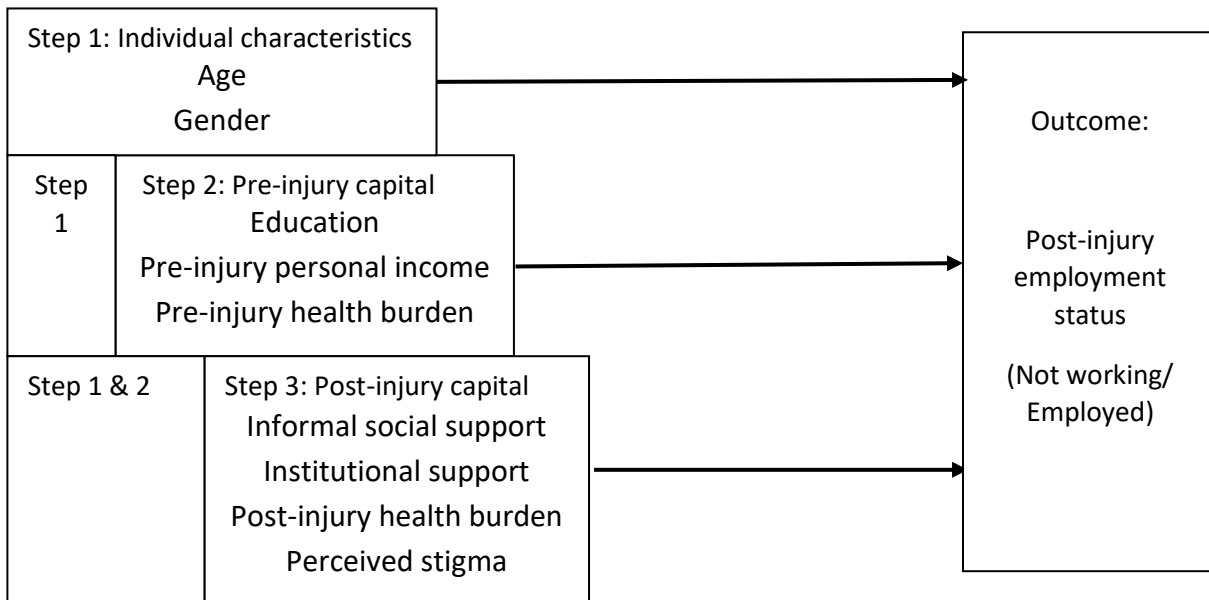 Step 1: Individual characteristics
Age
Gender
Step
1
Step 2: Pre-injury capital
Education
Pre-injury personal income
Pre-injury health burden
Step 1 & 2
Step 3: Post-injury capital
Informal social support
Institutional support
Post-injury health burden
Perceived stigma
Outcome:
Post-injury
employment
status
(Not working/
Employed)